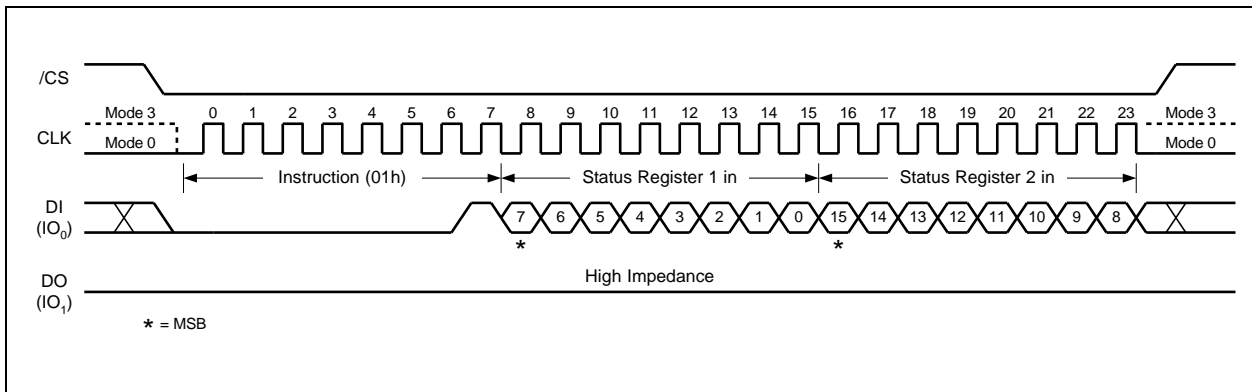 /CS
Mode 3 0 1 2 3 4 5 6 7 8 9 10 11 12 13 14 15 16 17 18 19 20 21 22 23 Mode 3
CLK
Mode 0 Mode 0
Instruction (01h) Status Register 1 in Status Register 2 in
DI
(IO0) 7 6 5 4 3 2 1 0 15 14 13 12 11 10 9 8
* *
High Impedance
DO
(IO1)
* = MSB